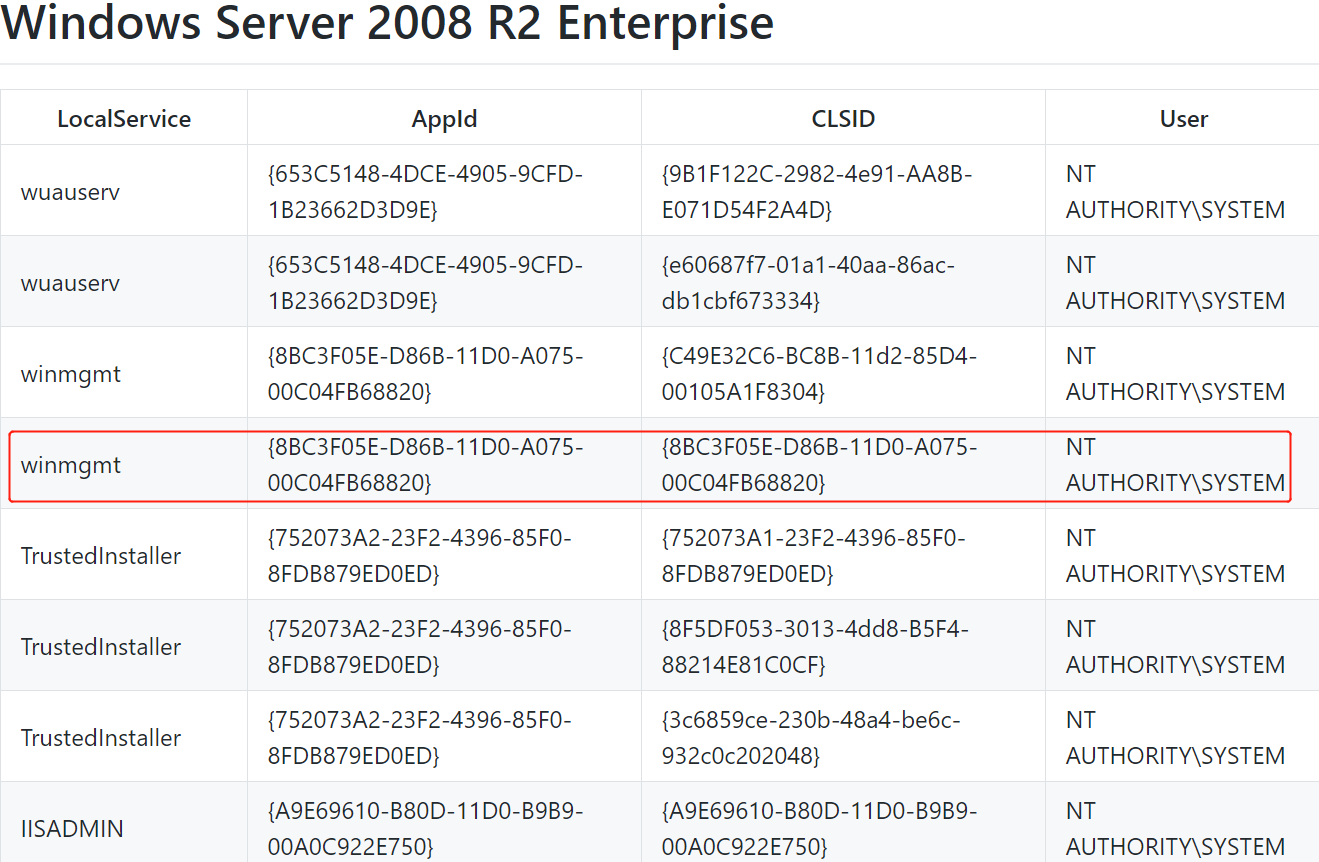 Windows Server 2008 R2 Enterprise
LocalService AppId CLSID User
wuauserv {653C5148-4DCE-4905-9CFD-1B23662D3D9E} {9B1F122C-2982-4e91-AA8B-E071D54F2A4D} NT AUTHORITY\SYSTEM
wuauserv {653C5148-4DCE-4905-9CFD-1B23662D3D9E} {e60687f7-01a1-40aa-86ac-db1cbf673334} NT AUTHORITY\SYSTEM
winmgmt {8BC3F05E-D86B-11D0-A075-00C04FB68820} {C49E32C6-BC8B-11d2-85D4-00105A1F8304} NT AUTHORITY\SYSTEM
winmgmt {8BC3F05E-D86B-11D0-A075-00C04FB68820} {8BC3F05E-D86B-11D0-A075-00C04FB68820} NT AUTHORITY\SYSTEM
TrustedInstaller {752073A2-23F2-4396-85F0-8FDB879ED0ED} {752073A1-23F2-4396-85F0-8FDB879ED0ED} NT AUTHORITY\SYSTEM
TrustedInstaller {752073A2-23F2-4396-85F0-8FDB879ED0ED} {8F5DF053-3013-4dd8-B5F4-88214E81C0CF} NT AUTHORITY\SYSTEM
TrustedInstaller {752073A2-23F2-4396-85F0-8FDB879ED0ED} {3c6859ce-230b-48a4-be6c-932c0c202048} NT AUTHORITY\SYSTEM
IISADMIN {A9E69610-B80D-11D0-B9B9-00A0C922E750} {A9E69610-B80D-11D0-B9B9-00A0C922E750} NT AUTHORITY\SYSTEM